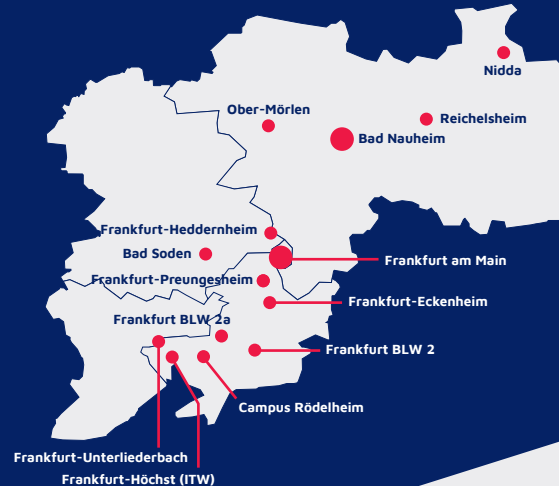 Nidda
Ober-Mörlen
Reichelsheim
Bad Nauheim
Frankfurt-Heddernheim
Bad Soden
Frankfurt am Main
Frankfurt-Preungesheim
Frankfurt-Eckenheim
Frankfurt BLW 2a
Frankfurt BLW 2
Campus Rödelheim
Frankfurt-Unterliederbach
Frankfurt-Höchst (ITW)